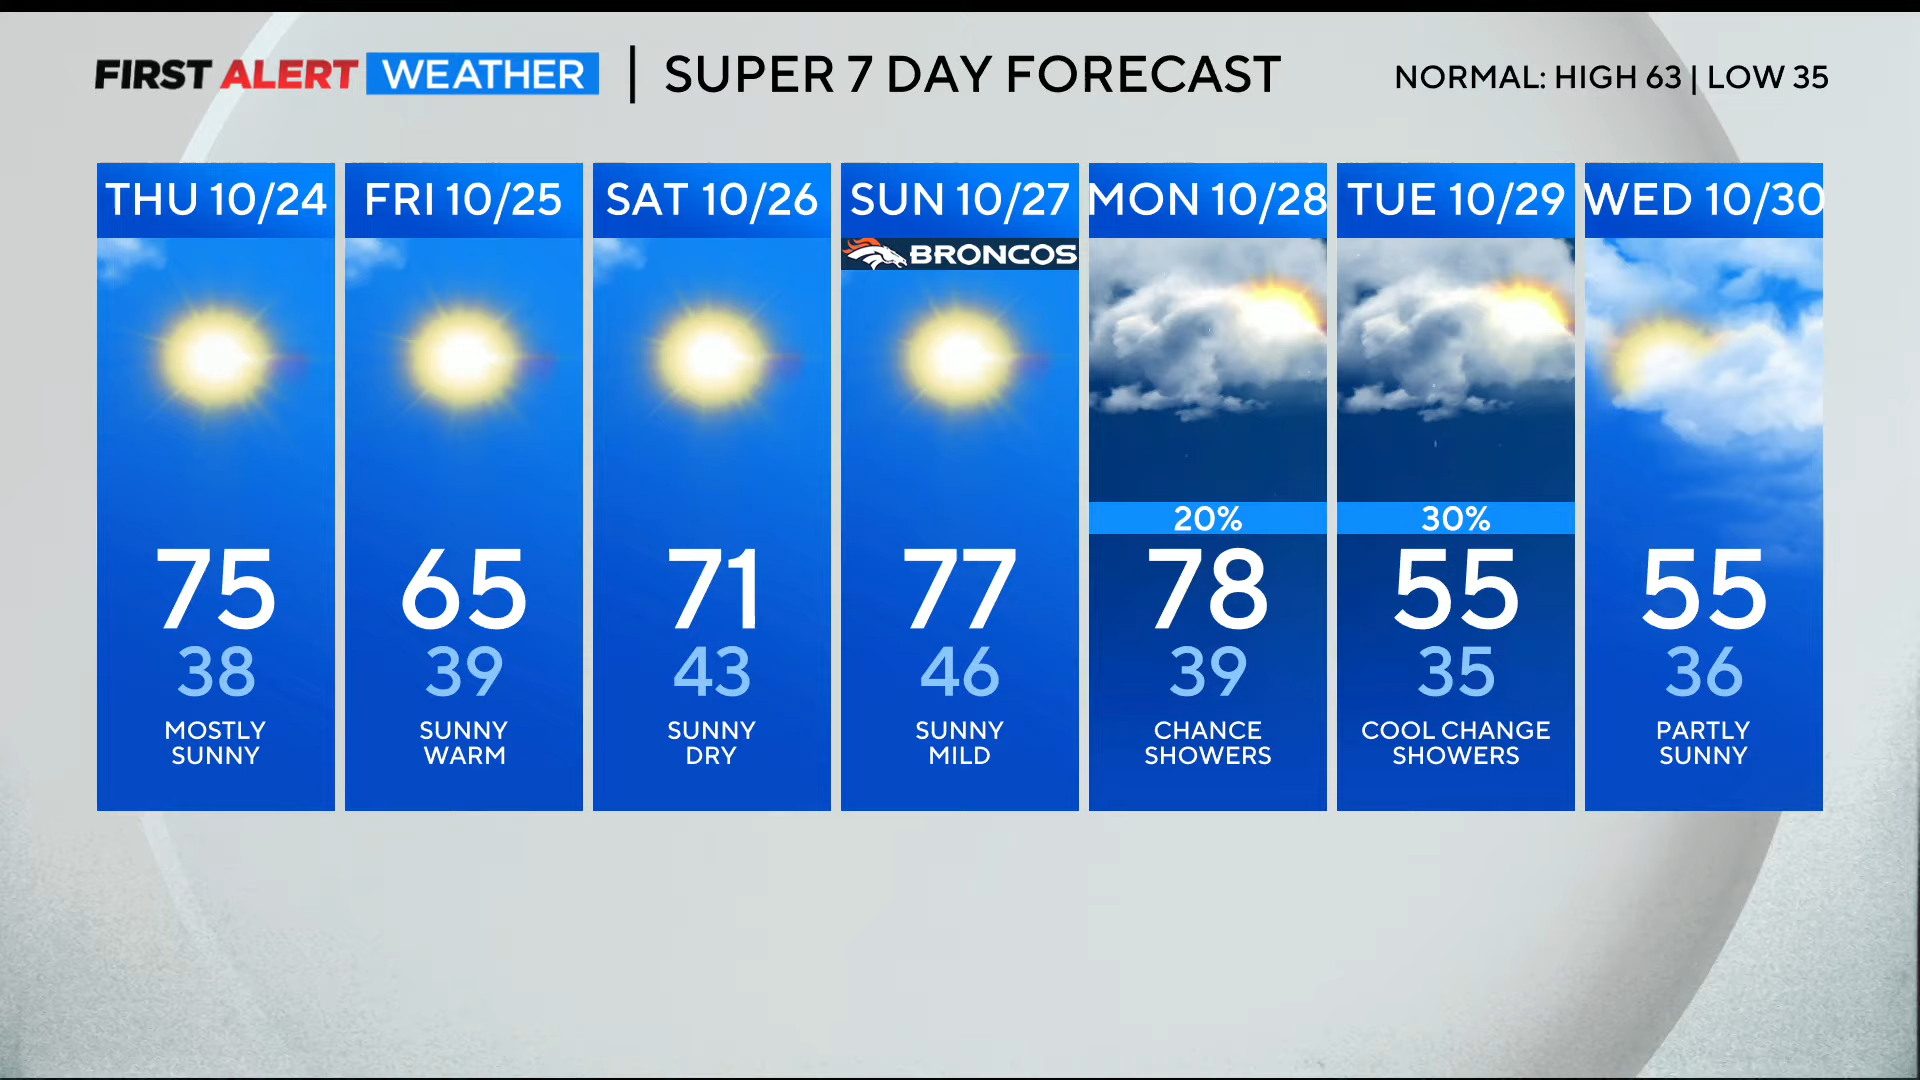 FIRST ALERT WEATHER | SUPER 7 DAY FORECAST
NORMAL: HIGH 63 | LOW 35
THU 10/24
75
38
MOSTLY
SUNNY
FRI 10/25
65
39
SUNNY
WARM
SAT 10/26
71
43
SUNNY
DRY
SUN 10/27
BRONCOS
77
46
SUNNY
MILD
MON 10/28
20%
78
39
CHANCE
SHOWERS
TUE 10/29
30%
55
35
COOL CHANGE
SHOWERS
WED 10/30
55
36
PARTLY
SUNNY